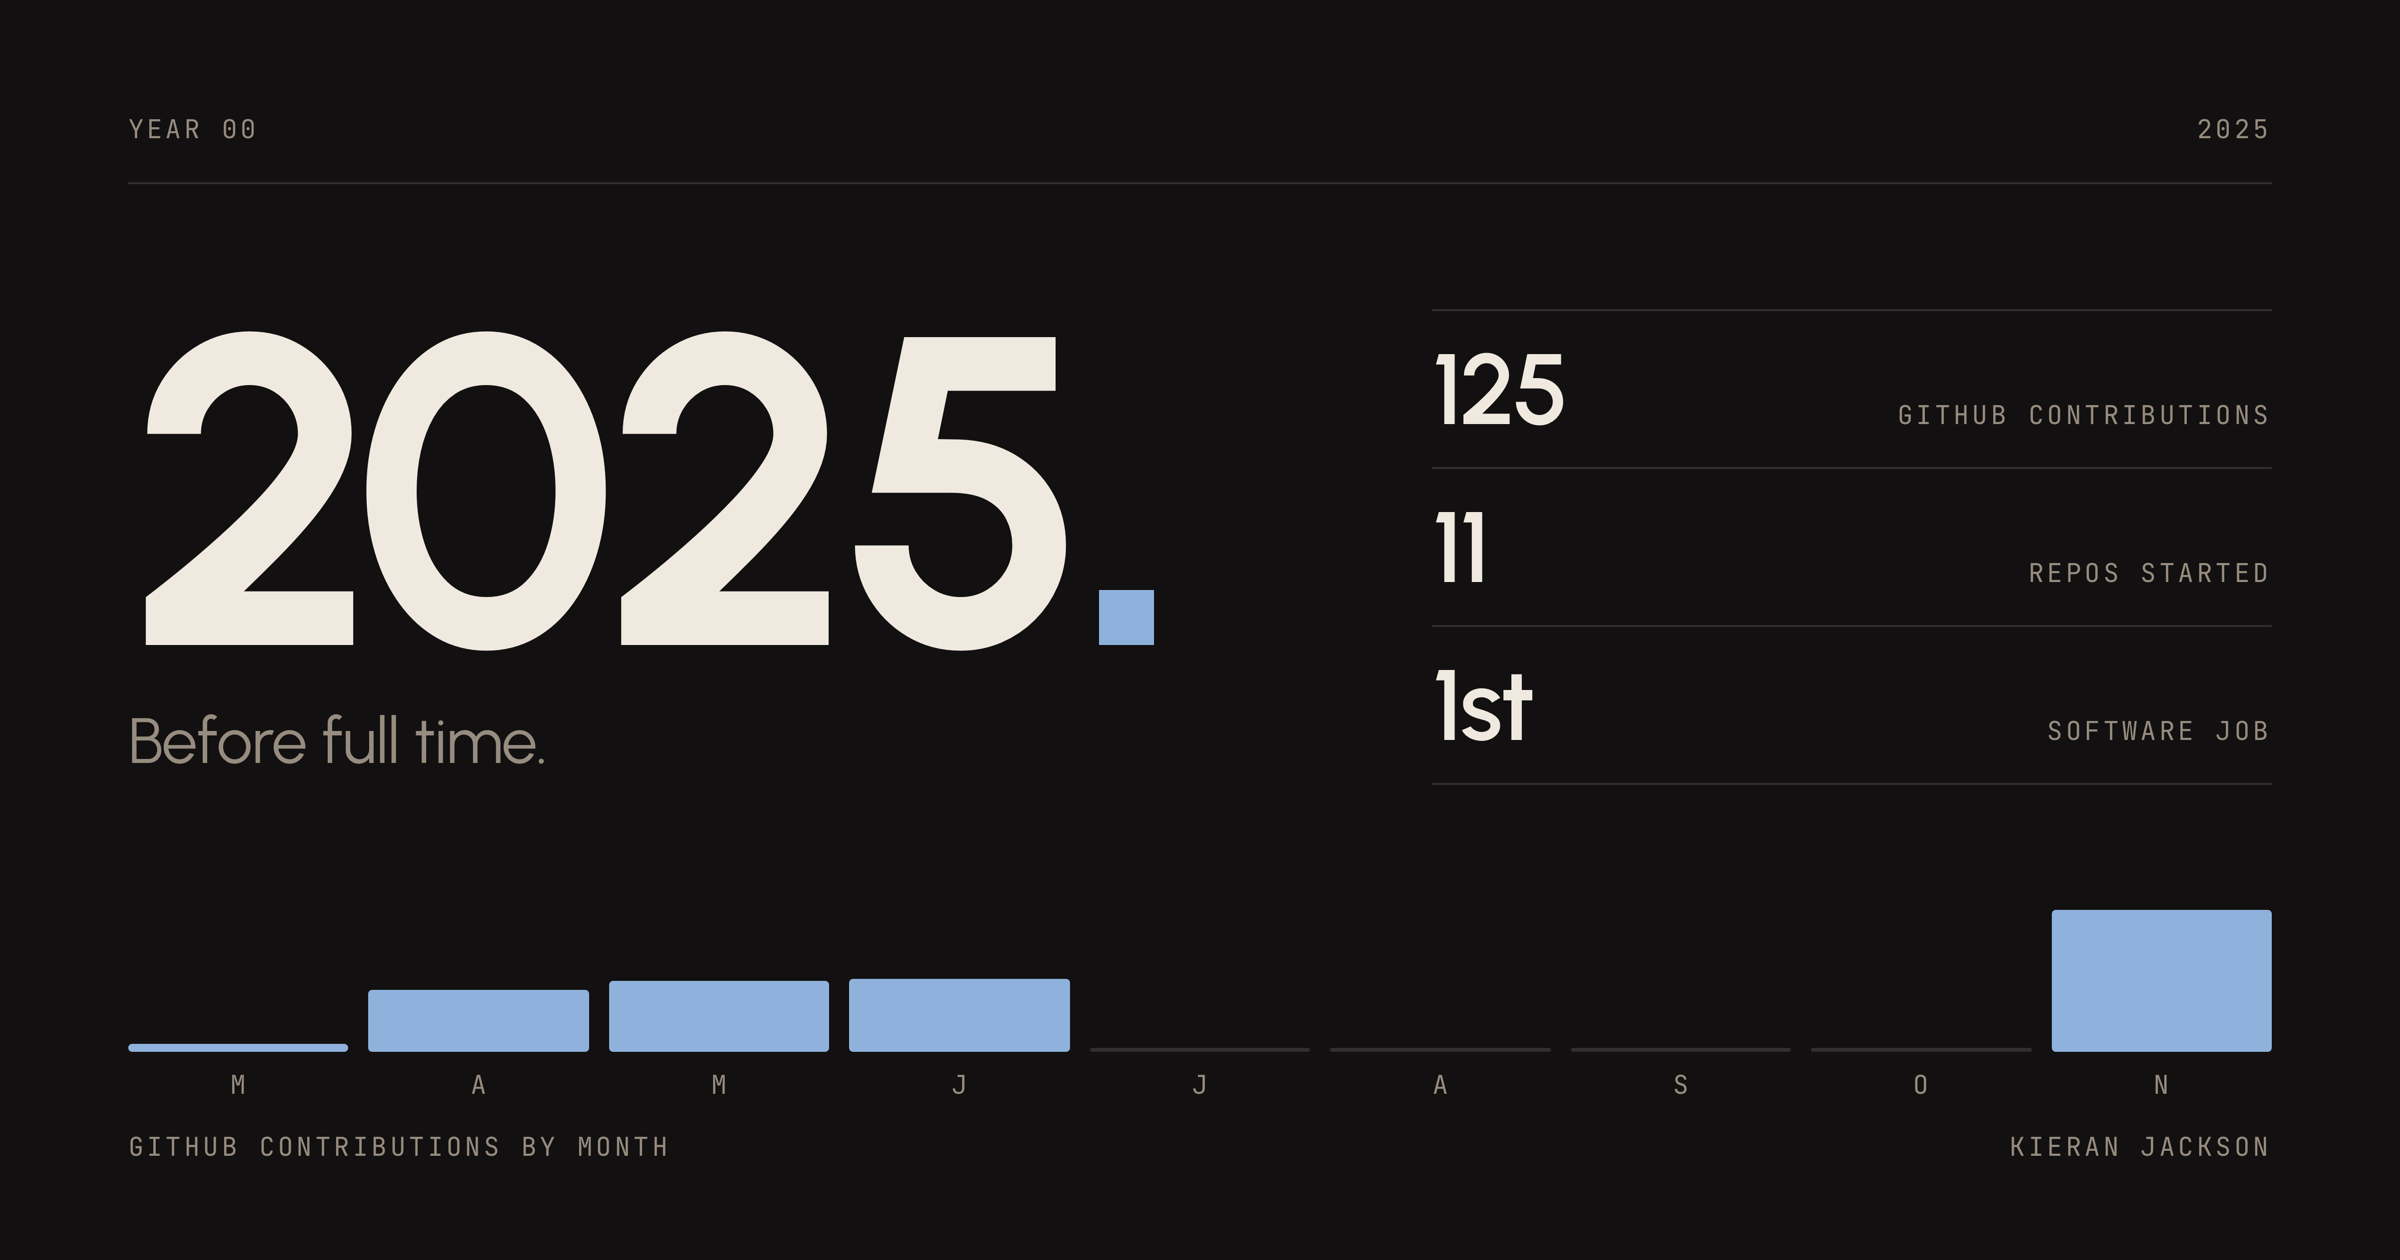 YEAR 00
2025
2025.
Before full time.
125
GITHUB CONTRIBUTIONS
11
REPOS STARTED
1st
SOFTWARE JOB
M A M J J A S O N
GITHUB CONTRIBUTIONS BY MONTH
KIERAN JACKSON